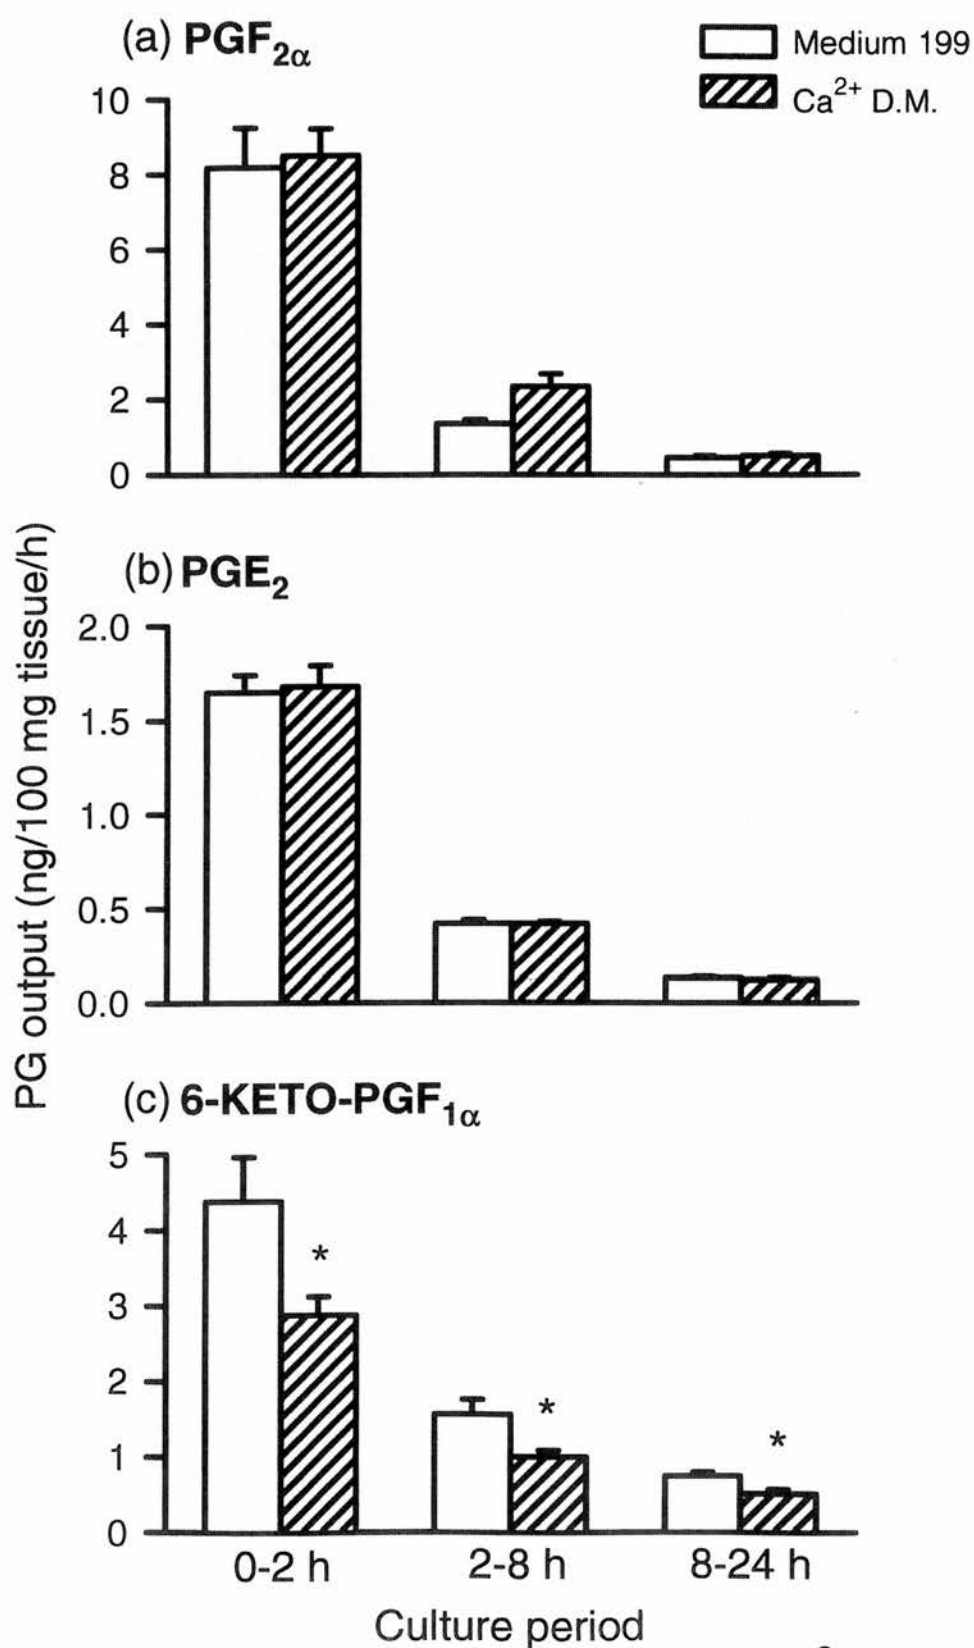 (a) PGF2α
Medium 199
Ca2+ D.M.
10
8
6
4
2
0
PG output (ng/100 mg tissue/h)
(b) PGE2
2.0
1.5
1.0
0.5
0.0
(c) 6-KETO-PGF1α
5
4
3
2
1
0
*
*
*
0-2 h 2-8 h 8-24 h
Culture period